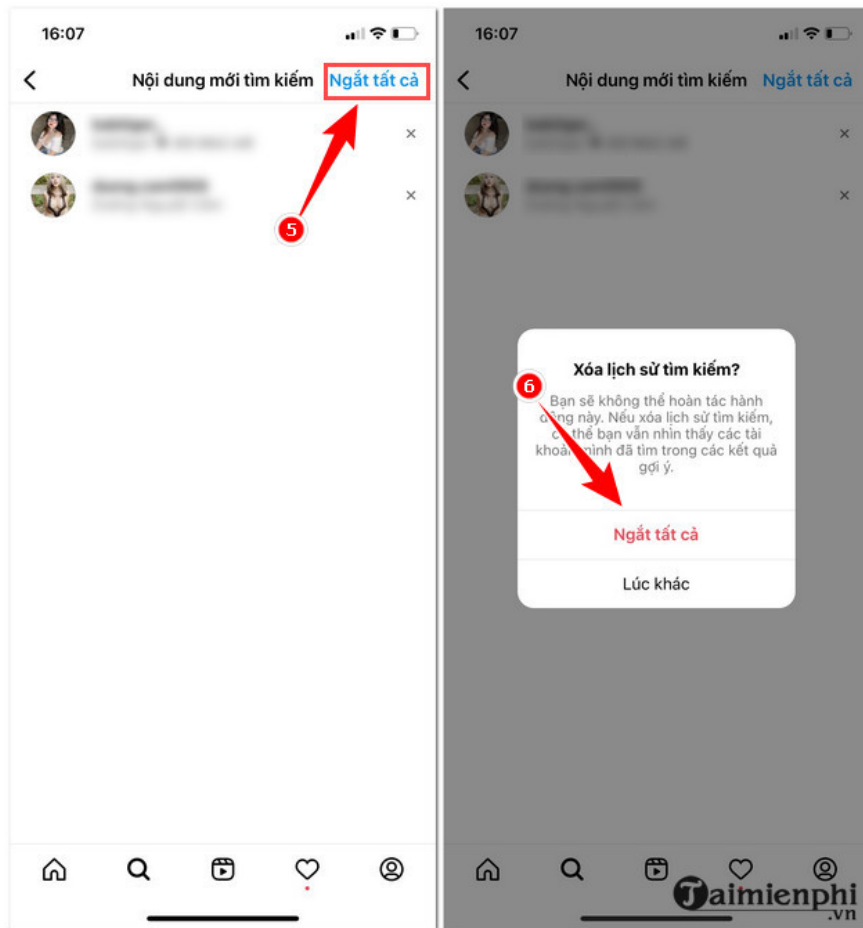 16:07
Nội dung mới tìm kiếm Ngắt tất cả
5
16:07
Nội dung mới tìm kiếm Ngắt tất cả
Xóa lịch sử tìm kiếm?
6
Bạn sẽ không thể hoàn tác hành
động này. Nếu xóa lịch sử tìm kiếm,
có thể bạn vẫn nhìn thấy các tài
khoản mình đã tìm trong các kết quả
gợi ý.
Ngắt tất cả
Lúc khác
Taimienphi
.vn